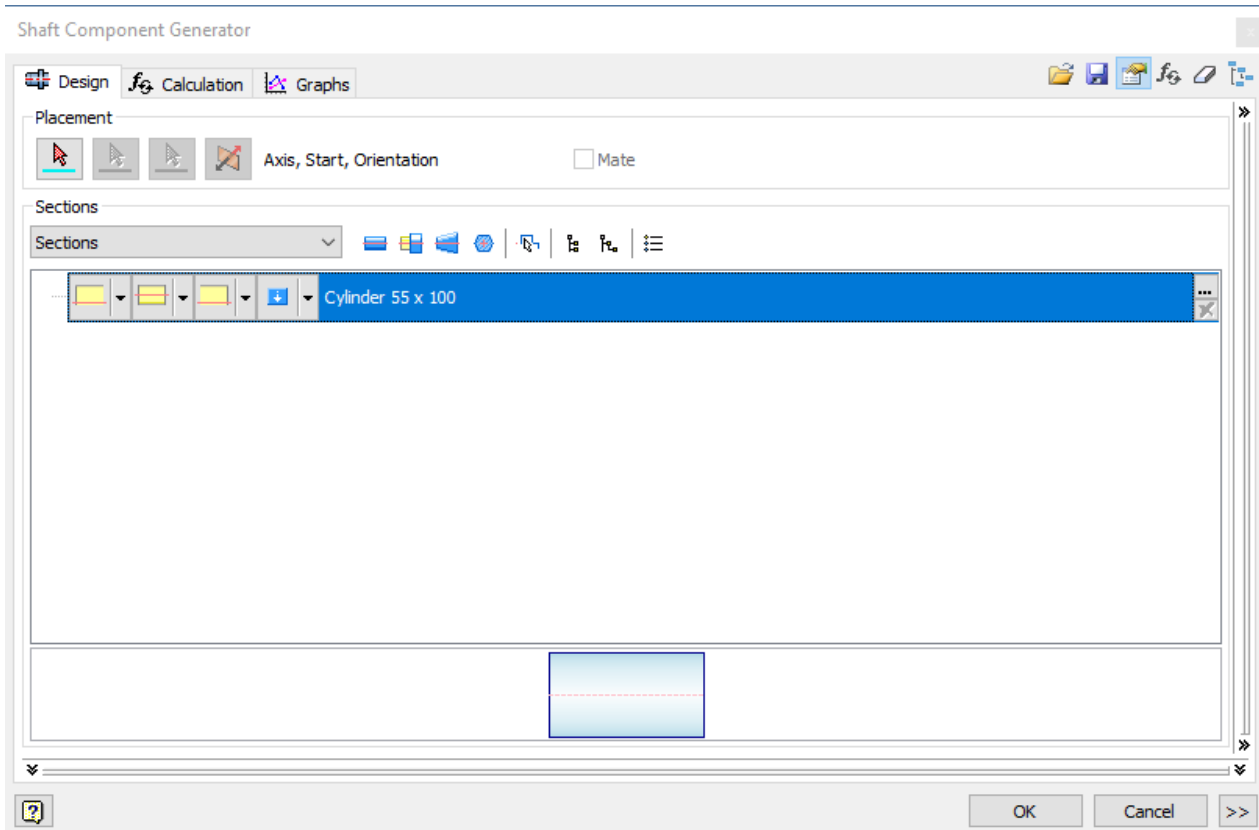 Shaft Component Generator
Design
Calculation
Graphs
Placement
Axis, Start, Orientation
Mate
Sections
Sections
Cylinder 55 x 100
...
OK
Cancel
>>